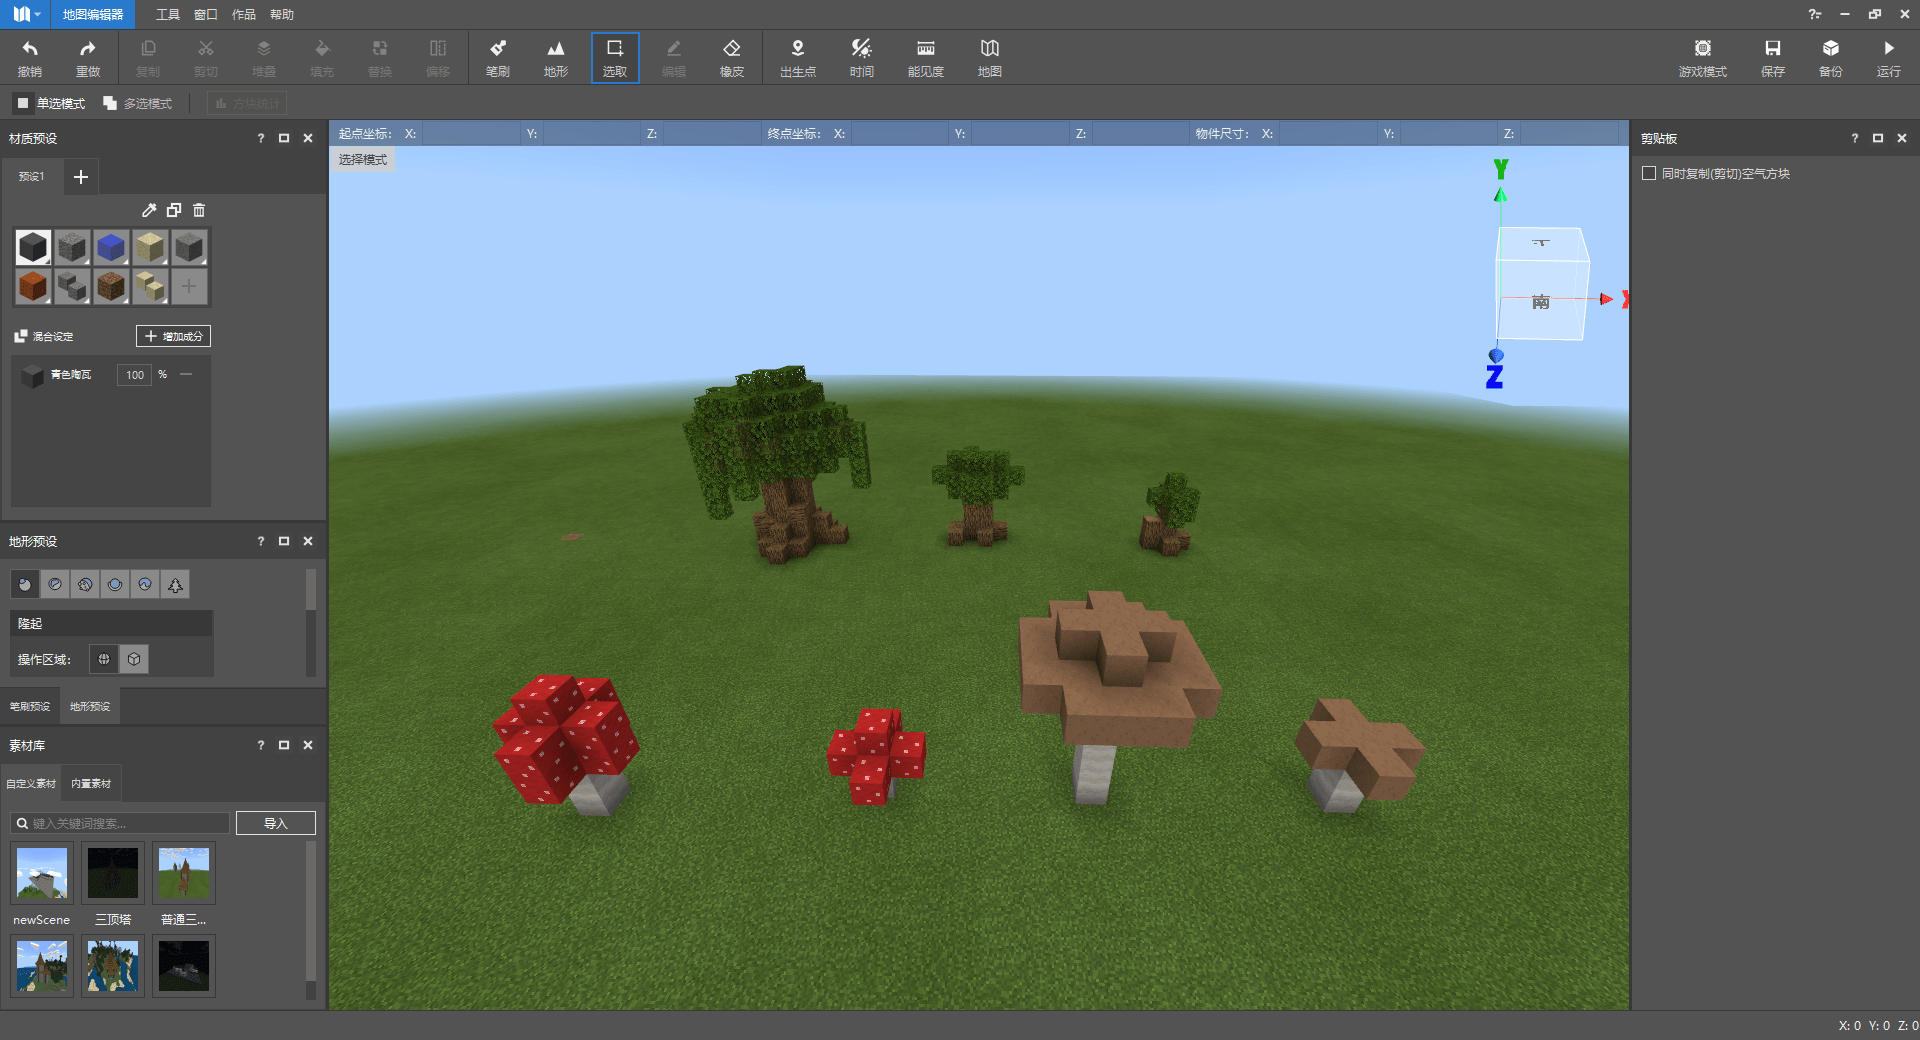 地图编辑器 工具 窗口 作品 帮助
撤销 重做 复制 剪切 堆叠 填充 替换 偏移 笔刷 地形 选取 编辑 橡皮 出生点 时间 能见度 地图 游戏模式 保存 备份 运行
单选模式 多选模式 方块统计
材质预设 ?
预设1
混合设定 增加成分
青色陶瓦 100 %
地形预设 ?
隆起
操作区域:
笔刷预设 地形预设
素材库 ?
自定义素材 内置素材
键入关键词搜索... 导入
newScene 三顶塔 普通三...
起点坐标: X: Y: Z: 终点坐标: X: Y: Z: 物件尺寸: X: Y: Z:
选择模式
Y
南
X
Z
剪贴板 ?
同时复制(剪切)空气方块
X: 0 Y: 0 Z: 0